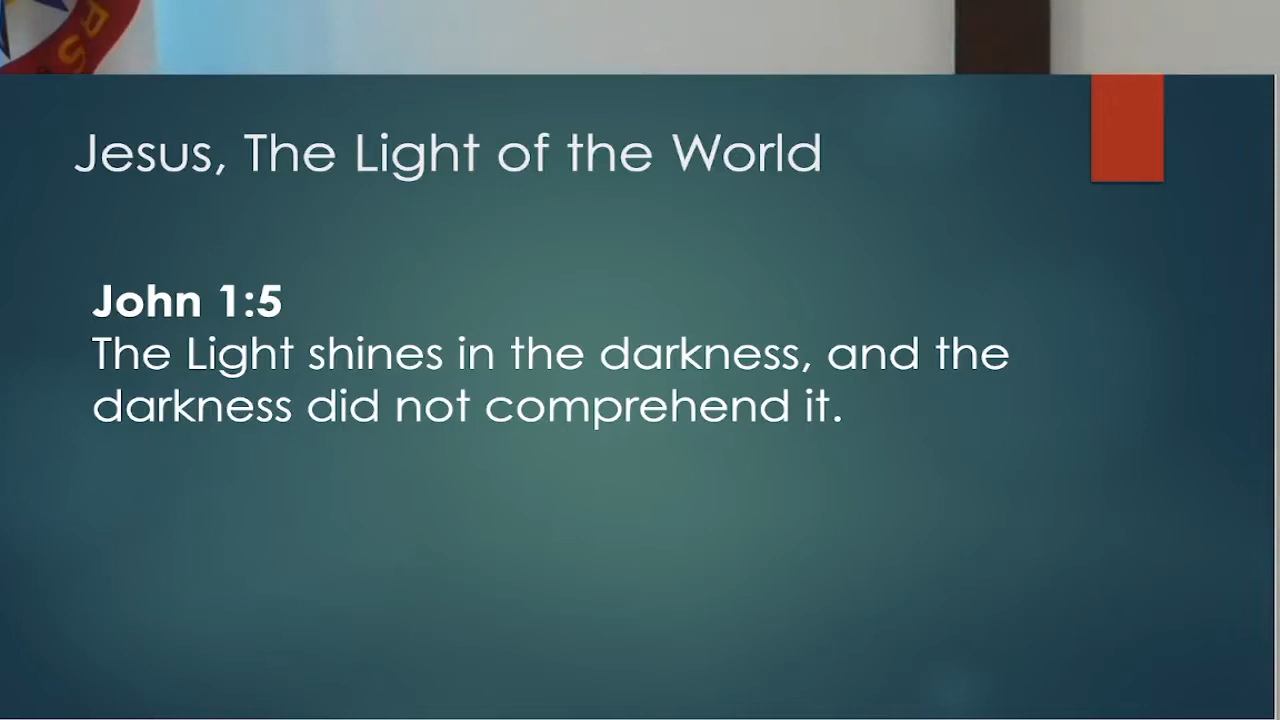 Jesus, The Light of the World
John 1:5
The Light shines in the darkness, and the
darkness did not comprehend it.